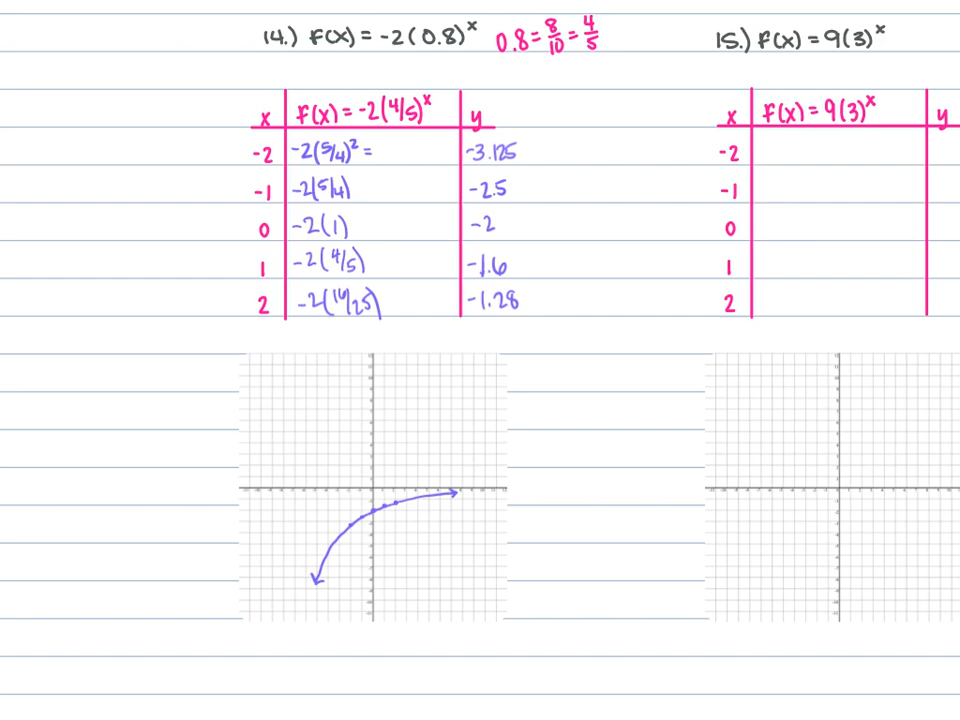 14.) f(x) = -2(0.8)^x 0.8 = 8/10 = 4/5
x f(x) = -2(4/5)^x y
-2 -2(5/4)² = -3.125
-1 -2(5/4) -2.5
0 -2(1) -2
1 -2(4/5) -1.6
2 -2(16/25) -1.28
15.) f(x) = 9(3)^x
x f(x) = 9(3)^x y
-2
-1
0
1
2